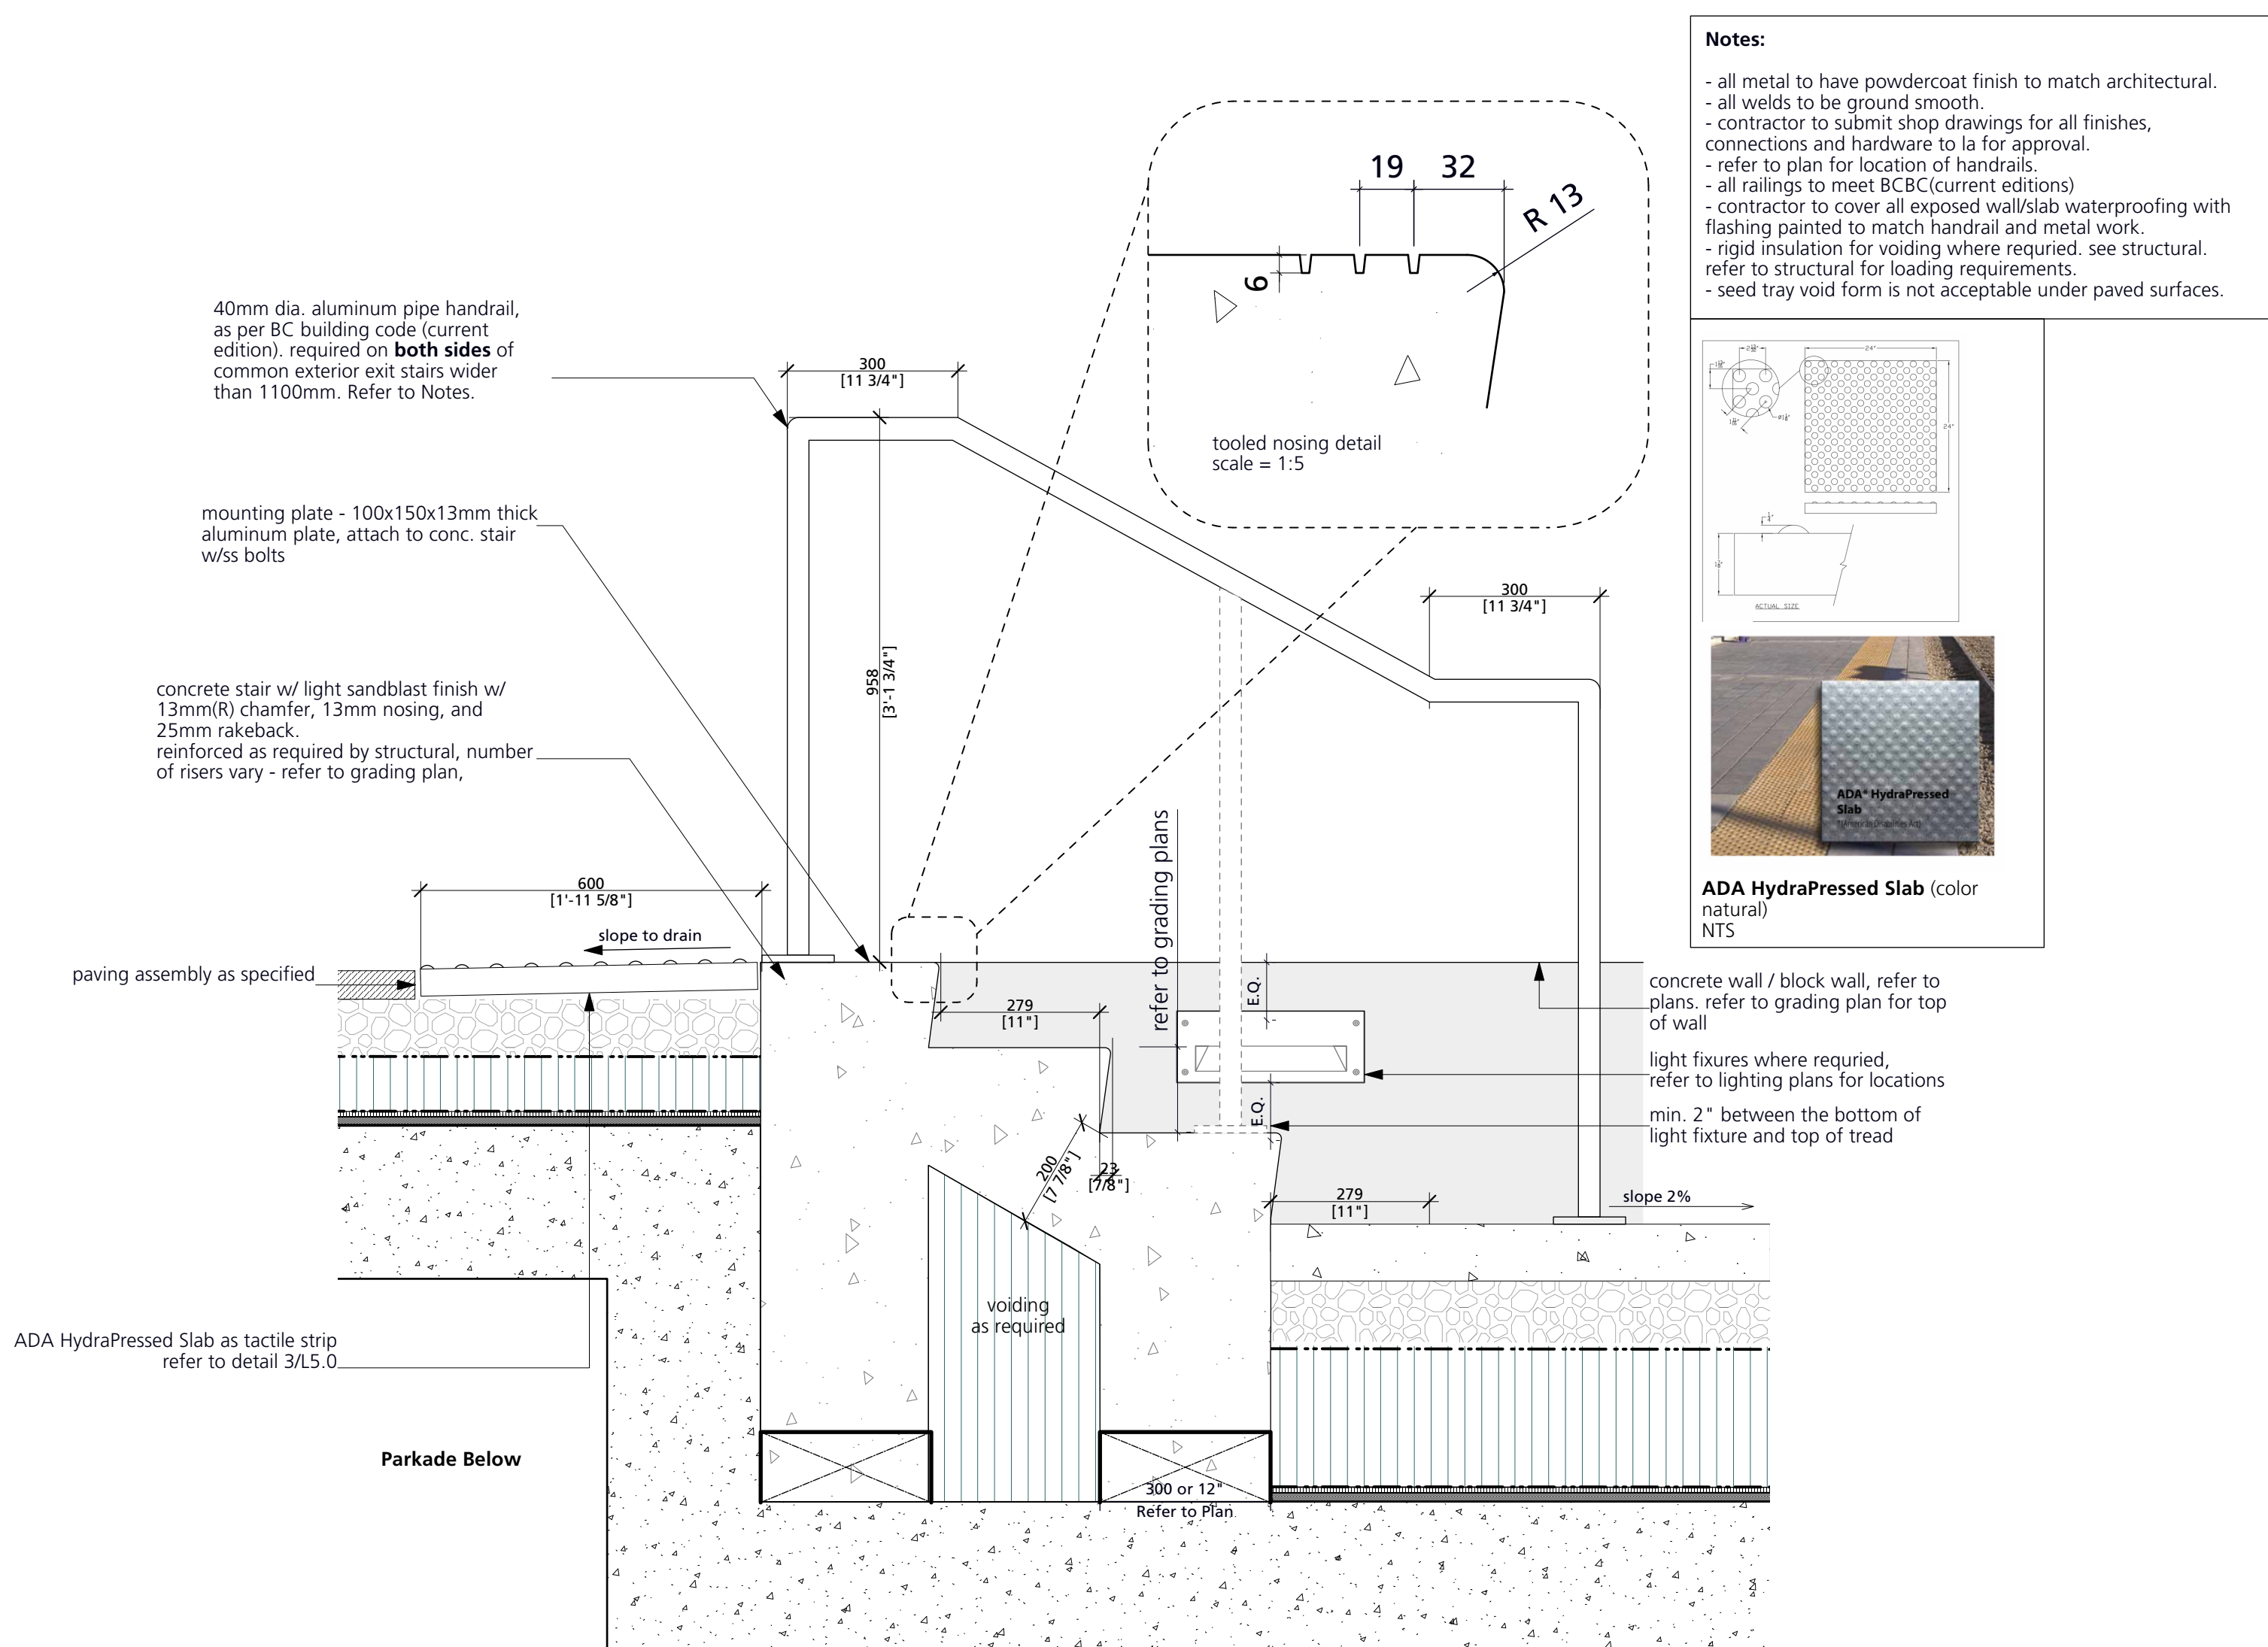 Notes:
- all metal to have powdercoat finish to match architectural.
- all welds to be ground smooth.
- contractor to submit shop drawings for all finishes,
connections and hardware to la for approval.
- refer to plan for location of handrails.
- all railings to meet BCBC(current editions)
- contractor to cover all exposed wall/slab waterproofing with
flashing painted to match handrail and metal work.
- rigid insulation for voiding where requried. see structural.
refer to structural for loading requirements.
- seed tray void form is not acceptable under paved surfaces.
19
32
R 13
6
tooled nosing detail
scale = 1:5
40mm dia. aluminum pipe handrail,
as per BC building code (current
edition). required on both sides of
common exterior exit stairs wider
than 1100mm. Refer to Notes.
300
[11 3/4"]
mounting plate - 100x150x13mm thick
aluminum plate, attach to conc. stair
w/ss bolts
300
[11 3/4"]
958
[3'-1 3/4"]
concrete stair w/ light sandblast finish w/
13mm(R) chamfer, 13mm nosing, and
25mm rakeback.
reinforced as required by structural, number
of risers vary - refer to grading plan,
24"
24"
ACTUAL SIZE
ADA* HydraPressed
Slab
*(American Disabilities Act)
ADA HydraPressed Slab (color
natural)
NTS
600
[1'-11 5/8"]
slope to drain
paving assembly as specified
refer to grading plans
279
[11"]
E.Q.
E.Q.
concrete wall / block wall, refer to
plans. refer to grading plan for top
of wall
light fixtures where requried,
refer to lighting plans for locations
min. 2" between the bottom of
light fixture and top of tread
200
[7 7/8"]
23
[7/8"]
279
[11"]
slope 2%
voiding
as required
ADA HydraPressed Slab as tactile strip
refer to detail 3/L5.0
Parkade Below
300 or 12"
Refer to Plan